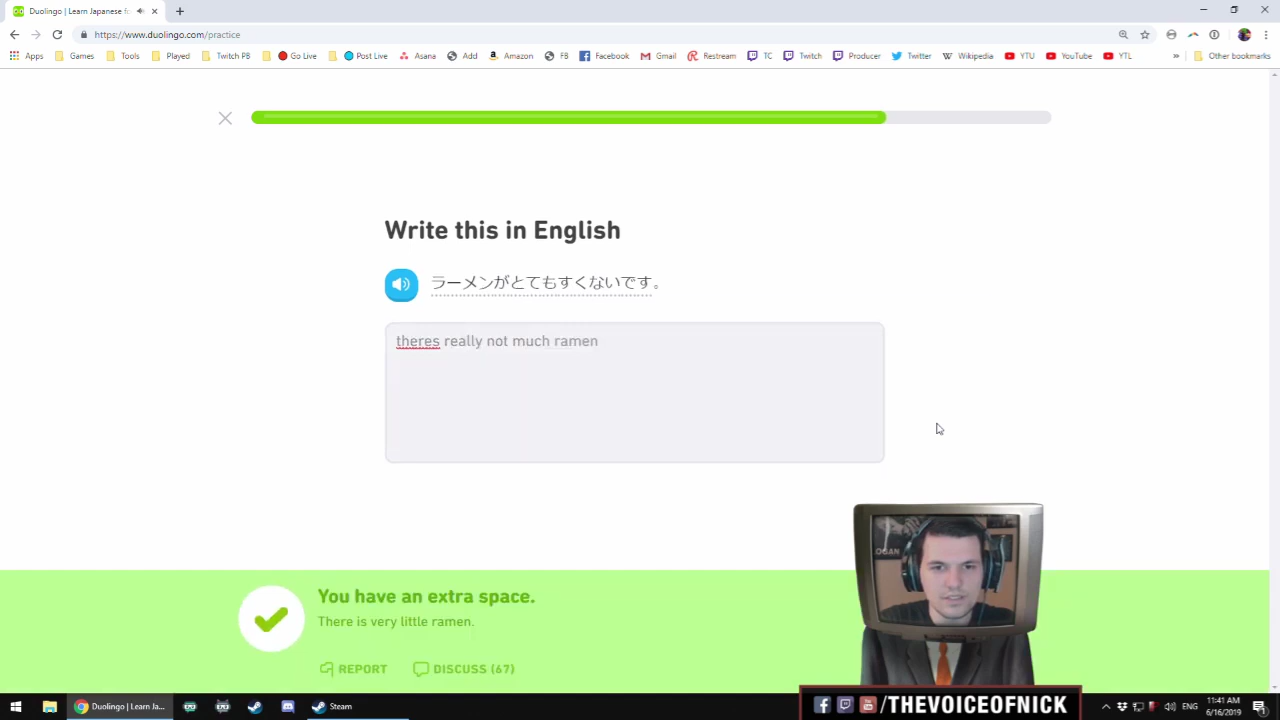 Duolingo | Learn Japanese fo
https://www.duolingo.com/practice
Apps Games Tools Played Twitch PB Go Live Post Live Asana Add Amazon FB Facebook Gmail Restream TC Twitch Producer Twitter Wikipedia YTU YouTube YTL » Other bookmarks
Write this in English
ラーメンがとてもすくないです。
theres really not much ramen
You have an extra space.
There is very little ramen.
REPORT DISCUSS (67)
/THEVOICEOFNICK
Duolingo | Learn Ja... Steam
ENG 11:41 AM
6/16/2019